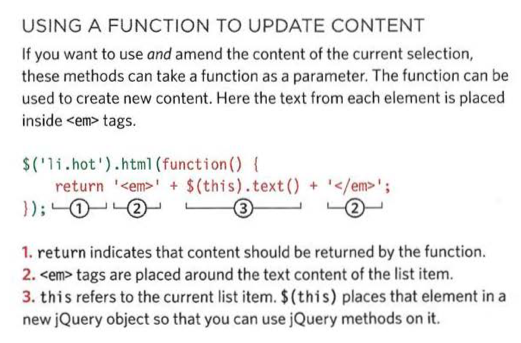 USING A FUNCTION TO UPDATE CONTENT
If you want to use and amend the content of the current selection,
these methods can take a function as a parameter. The function can be
used to create new content. Here the text from each element is placed
inside <em> tags.
$('li.hot').html(function() {
return '<em>' + $(this).text() + '</em>';
}); 1 2 3 2
1. return indicates that content should be returned by the function.
2. <em> tags are placed around the text content of the list item.
3. this refers to the current list item. $(this) places that element in a
new jQuery object so that you can use jQuery methods on it.